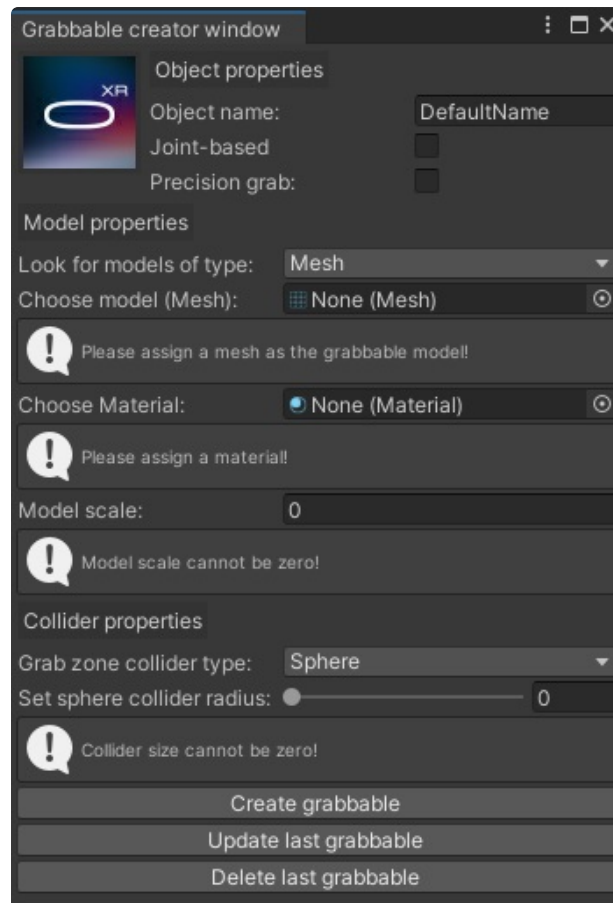 Grabbable creator window
XR
Object properties
Object name: DefaultName
Joint-based
Precision grab:
Model properties
Look for models of type: Mesh
Choose model (Mesh): None (Mesh)
Please assign a mesh as the grabbable model!
Choose Material: None (Material)
Please assign a material!
Model scale: 0
Model scale cannot be zero!
Collider properties
Grab zone collider type: Sphere
Set sphere collider radius: 0
Collider size cannot be zero!
Create grabbable
Update last grabbable
Delete last grabbable